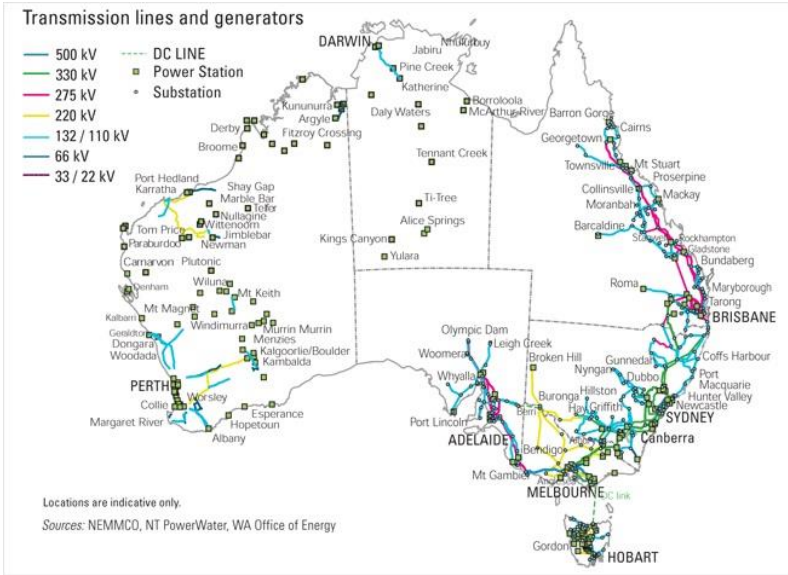 Transmission lines and generators
500 kV
330 kV
275 kV
220 kV
132 / 110 kV
66 kV
33 / 22 kV
DC LINE
Power Station
Substation
DARWIN
Jabiru
Nhulunbuy
Pine Creek
Katherine
Kununurra
Argyle
Fitzroy Crossing
Derby
Broome
Daly Waters
Borroloola
McArthur River
Barron Gorge
Cairns
Georgetown
Townsville
Mt Stuart
Proserpine
Collinsville
Mackay
Moranbah
Tennant Creek
Port Hedland
Karratha
Shay Gap
Marble Bar
Telfer
Nullagine
Wittenoom
Tom Price
Jimblebar
Paraburdoo
Newman
Ti-Tree
Alice Springs
Kings Canyon
Yulara
Barcaldine
Rockhampton
Gladstone
Bundaberg
Carnarvon
Plutonic
Denham
Wiluna
Mt Keith
Roma
Maryborough
Tarong
BRISBANE
Mt Magnet
Kalbarri
Windimurra
Murrin Murrin
Geraldton
Dongara
Woodada
Menzies
Kalgoorlie/Boulder
Kambalda
Olympic Dam
Leigh Creek
Woomera
Broken Hill
Gunnedah
Coffs Harbour
Nyngan
Port
Macquarie
Whyalla
Dubbo
Hunter Valley
PERTH
Worsley
Collie
Buronga
Hillston
Newcastle
Berri
Hay
Griffith
SYDNEY
Margaret River
Esperance
Hopetoun
Albany
Port Lincoln
ADELAIDE
Canberra
Bendigo
Mt Gambier
MELBOURNE
DC link
Gordon
HOBART
Locations are indicative only.
Sources: NEMMCO, NT PowerWater, WA Office of Energy